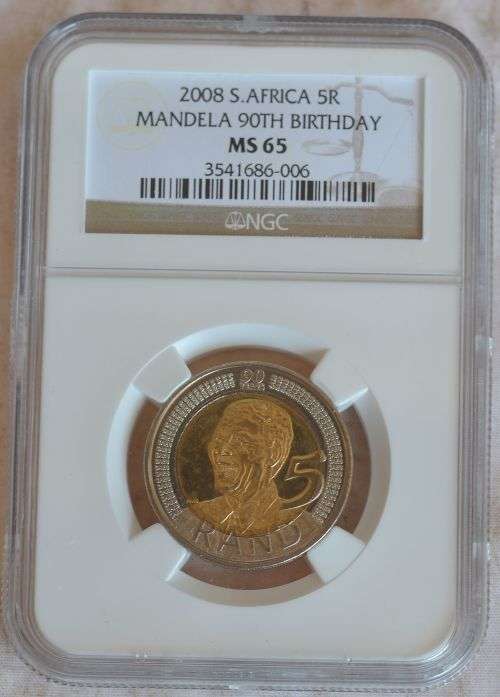 2008 S.AFRICA 5R
MANDELA 90TH BIRTHDAY
MS 65
3541686-006
NGC
90
5
RAND